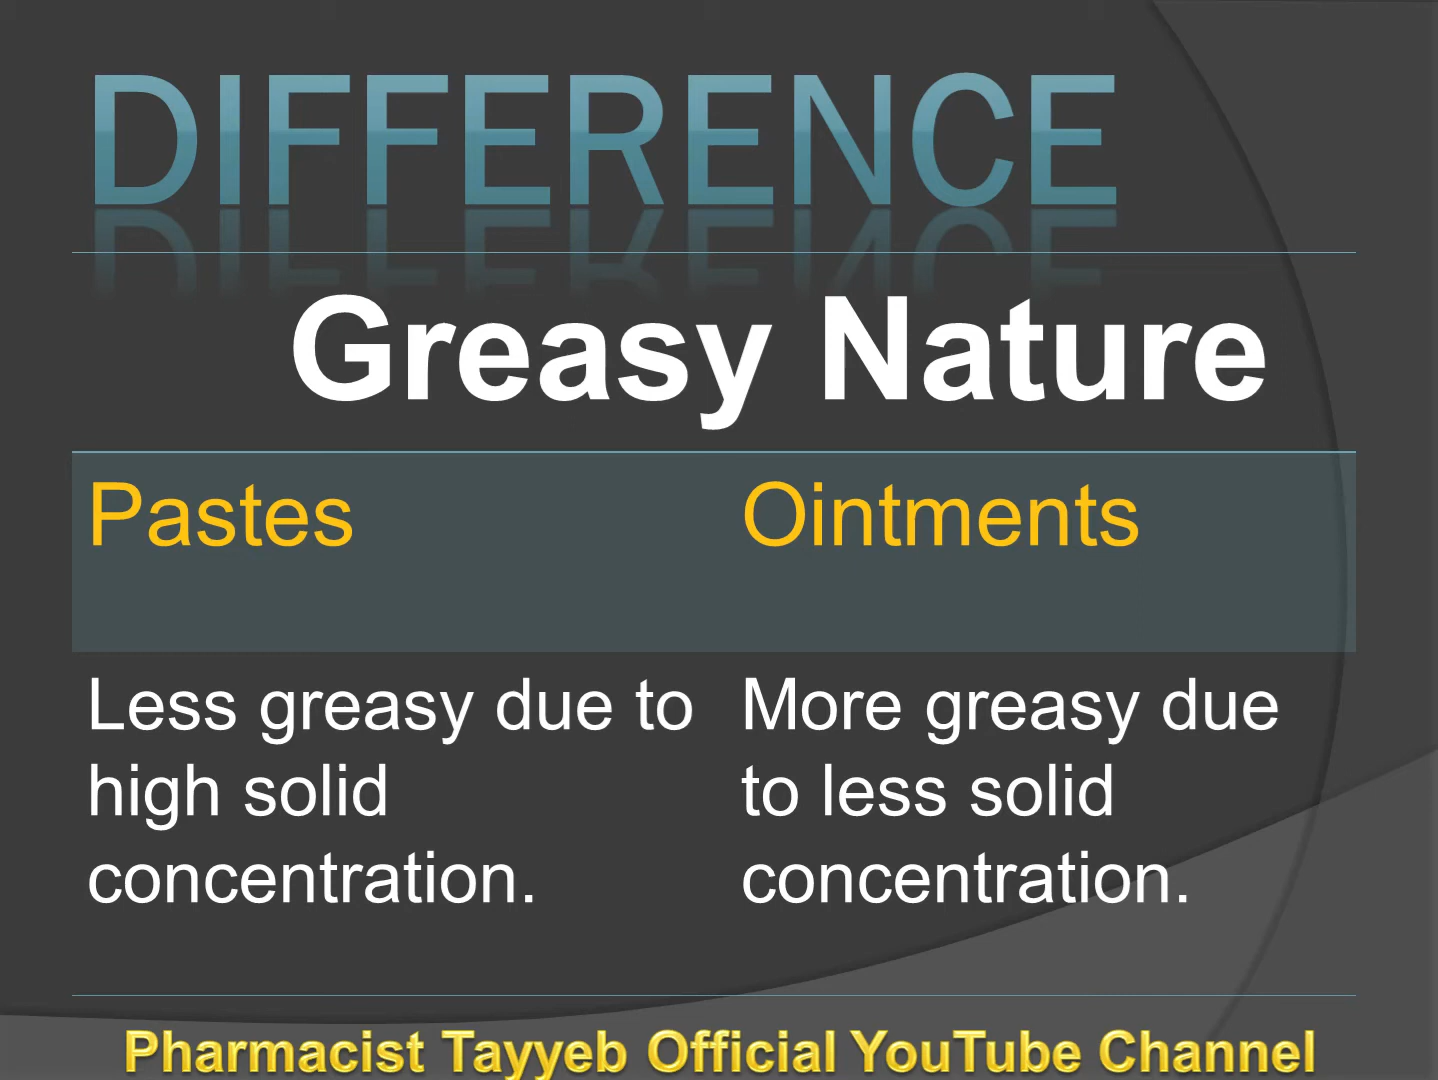 DIFFERENCE
Greasy Nature
Pastes
Ointments
Less greasy due to
high solid
concentration.
More greasy due
to less solid
concentration.
Pharmacist Tayyeb Official YouTube Channel